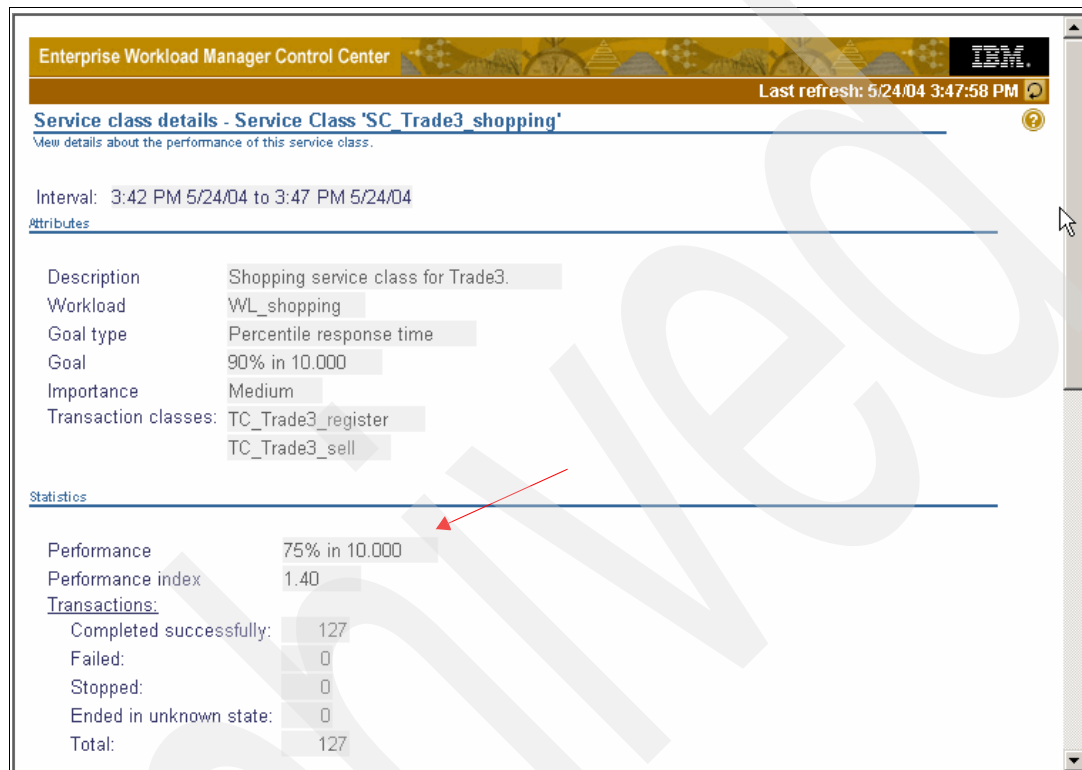 Enterprise Workload Manager Control Center IBM.
Last refresh: 5/24/04 3:47:58 PM
Service class details - Service Class 'SC_Trade3_shopping' ?
View details about the performance of this service class.
Interval: 3:42 PM 5/24/04 to 3:47 PM 5/24/04
Attributes
Description Shopping service class for Trade3.
Workload WL_shopping
Goal type Percentile response time
Goal 90% in 10.000
Importance Medium
Transaction classes: TC_Trade3_register
TC_Trade3_sell
Statistics
Performance 75% in 10.000
Performance index 1.40
Transactions:
Completed successfully: 127
Failed: 0
Stopped: 0
Ended in unknown state: 0
Total: 127